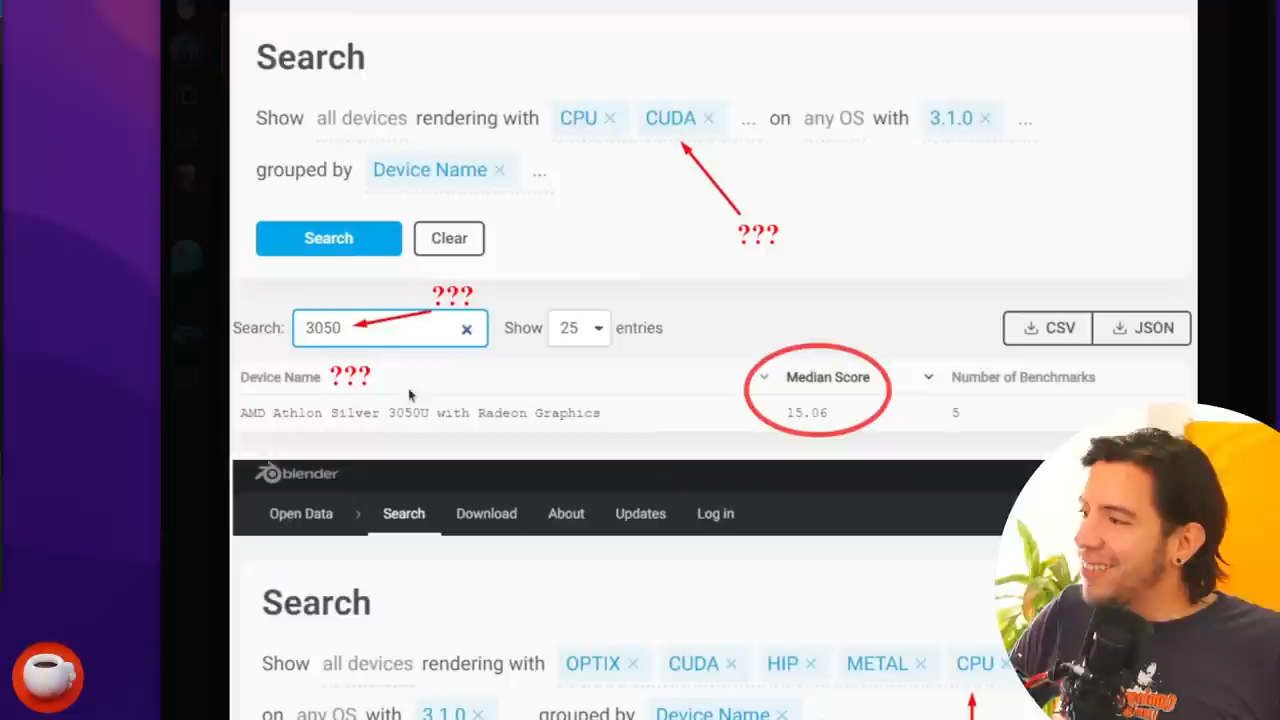 Search
Show all devices rendering with CPU × CUDA × ... on any OS with 3.1.0 × ...
grouped by Device Name × ...
Search Clear
???
???
Search: 3050 × Show 25 entries CSV JSON
Device Name ??? Median Score Number of Benchmarks
AMD Athlon Silver 3050U with Radeon Graphics 15.06 5
blender
Open Data > Search Download About Updates Log in
Search
Show all devices rendering with OPTIX × CUDA × HIP × METAL × CPU ×
on any OS with 3.1.0 × grouped by Device Name ×